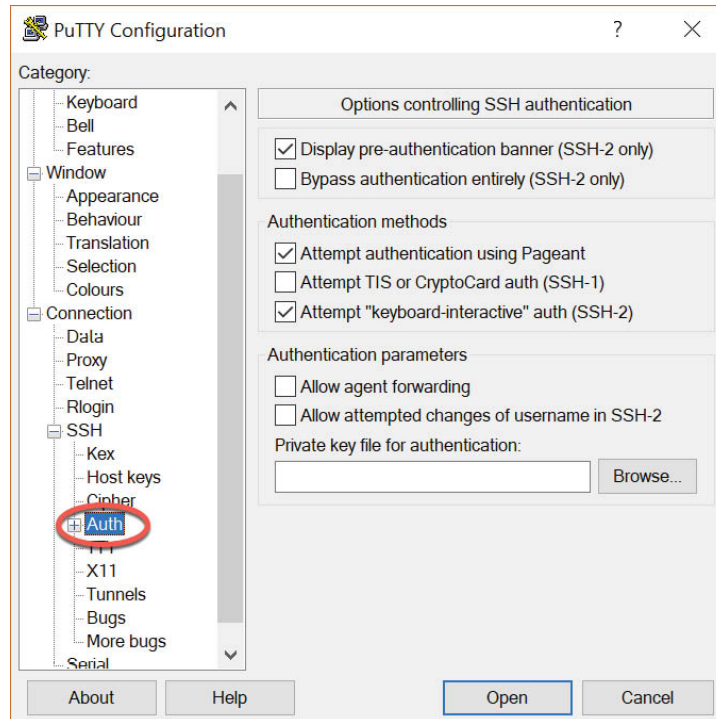 PuTTY Configuration
Category:
Keyboard
Bell
Features
Window
Appearance
Behaviour
Translation
Selection
Colours
Connection
Data
Proxy
Telnet
Rlogin
SSH
Kex
Host keys
Cipher
Auth
TTY
X11
Tunnels
Bugs
More bugs
Serial
Options controlling SSH authentication
Display pre-authentication banner (SSH-2 only)
Bypass authentication entirely (SSH-2 only)
Authentication methods
Attempt authentication using Pageant
Attempt TIS or CryptoCard auth (SSH-1)
Attempt "keyboard-interactive" auth (SSH-2)
Authentication parameters
Allow agent forwarding
Allow attempted changes of username in SSH-2
Private key file for authentication:
Browse...
About
Help
Open
Cancel